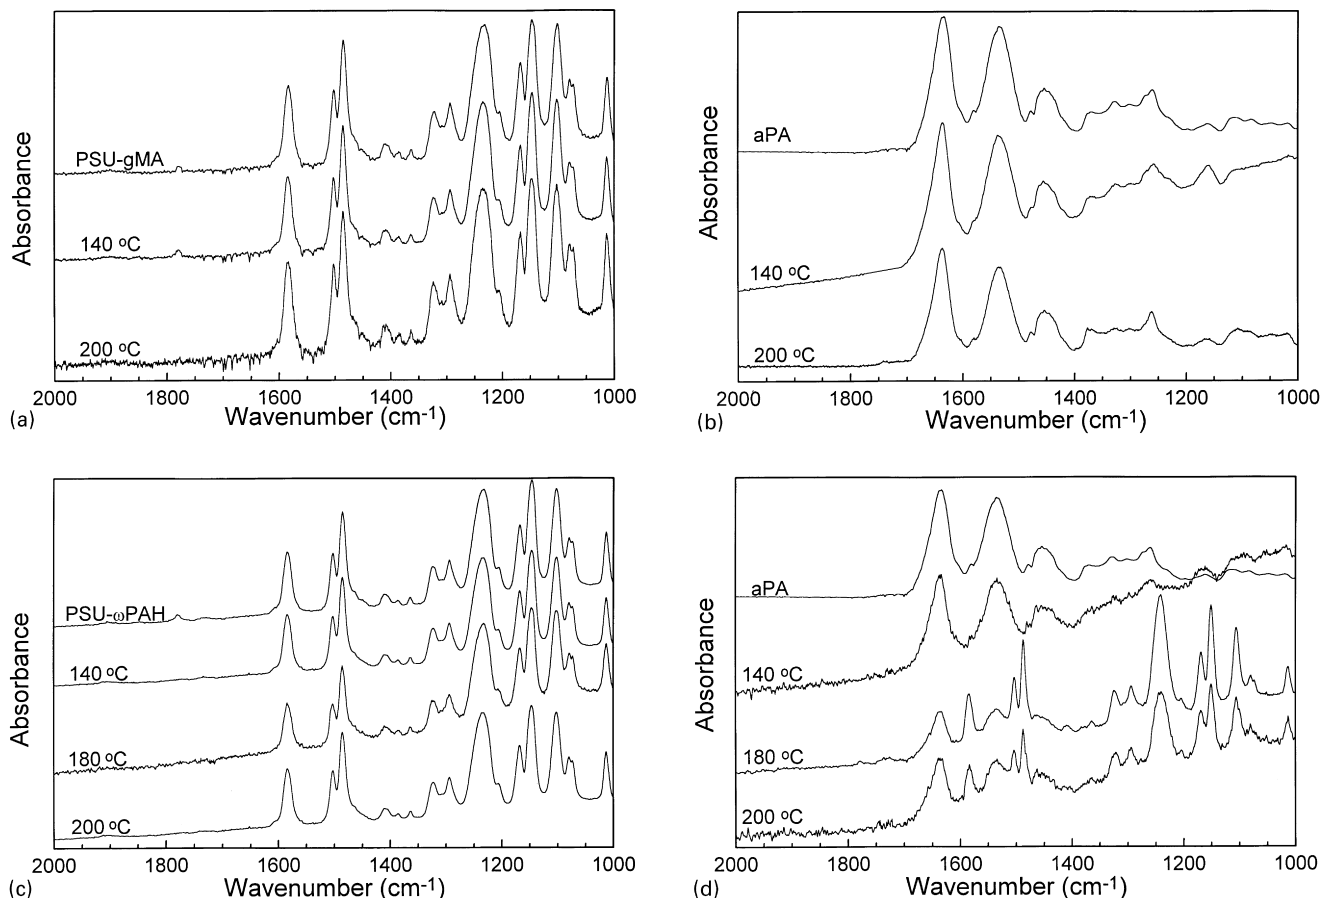 Absorbance
PSU-gMA
140 ºC
200 ºC
2000 1800 1600 1400 1200 1000
(a) Wavenumber (cm-1)
Absorbance
aPA
140 ºC
200 ºC
2000 1800 1600 1400 1200 1000
(b) Wavenumber (cm-1)
Absorbance
PSU-ωPAH
140 ºC
180 ºC
200 ºC
2000 1800 1600 1400 1200 1000
(c) Wavenumber (cm-1)
Absorbance
aPA
140 ºC
180 ºC
200 ºC
2000 1800 1600 1400 1200 1000
(d) Wavenumber (cm-1)